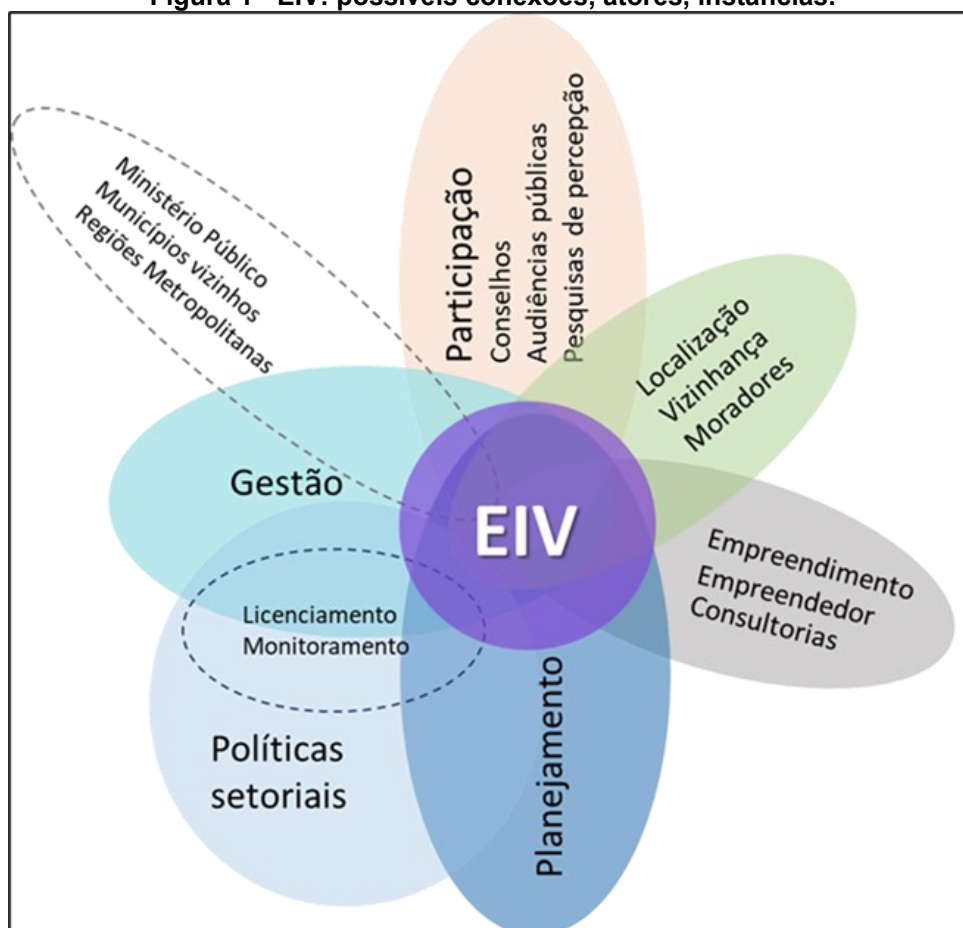 Figura 1 - EIV: possíveis conexões, atores, instâncias.
Ministério Público
Municípios vizinhos
Regiões Metropolitanas
Participação
Conselhos
Audiências públicas
Pesquisas de percepção
Localização
Vizinhança
Moradores
Gestão
EIV
Empreendimento
Empreendedor
Consultorias
Licenciamento
Monitoramento
Políticas
setoriais
Planejamento